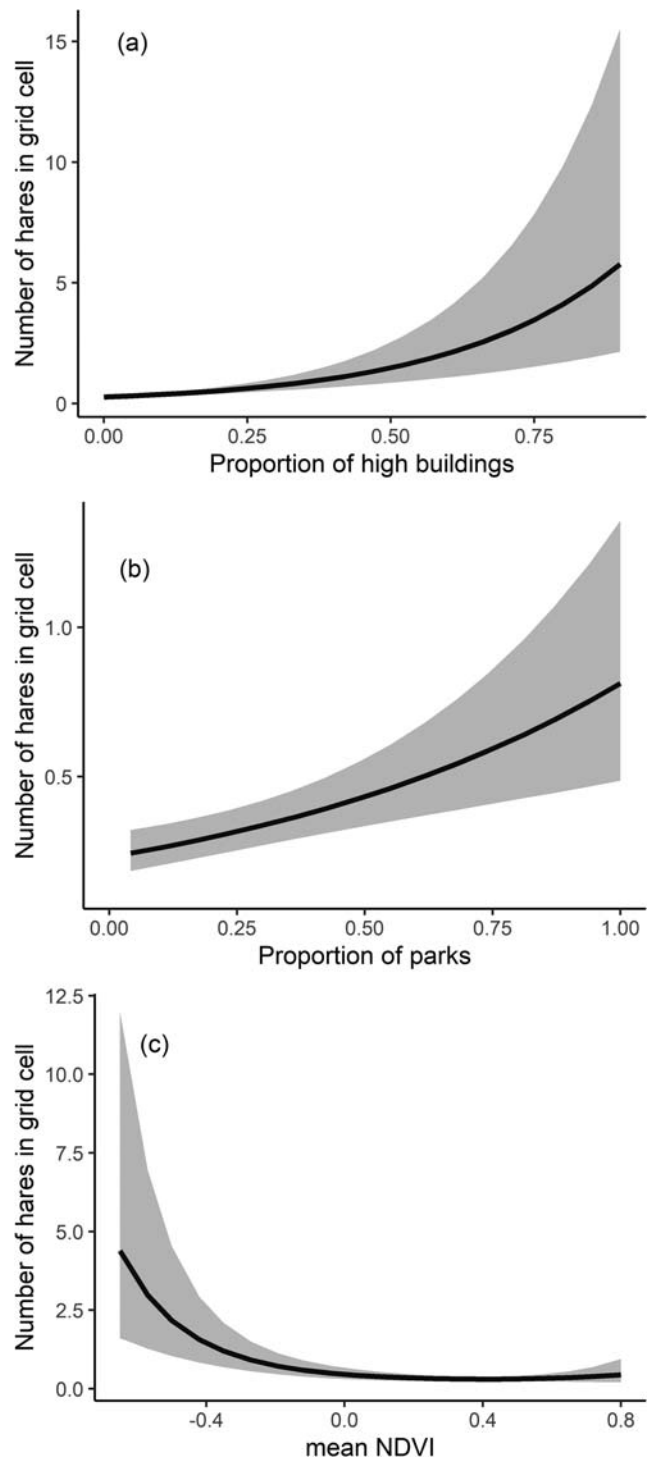 (a)
Number of hares in grid cell
15
10
5
0
0.00 0.25 0.50 0.75
Proportion of high buildings
(b)
Number of hares in grid cell
1.0
0.5
0.00 0.25 0.50 0.75 1.00
Proportion of parks
(c)
Number of hares in grid cell
12.5
10.0
7.5
5.0
2.5
0.0
-0.4 0.0 0.4 0.8
mean NDVI